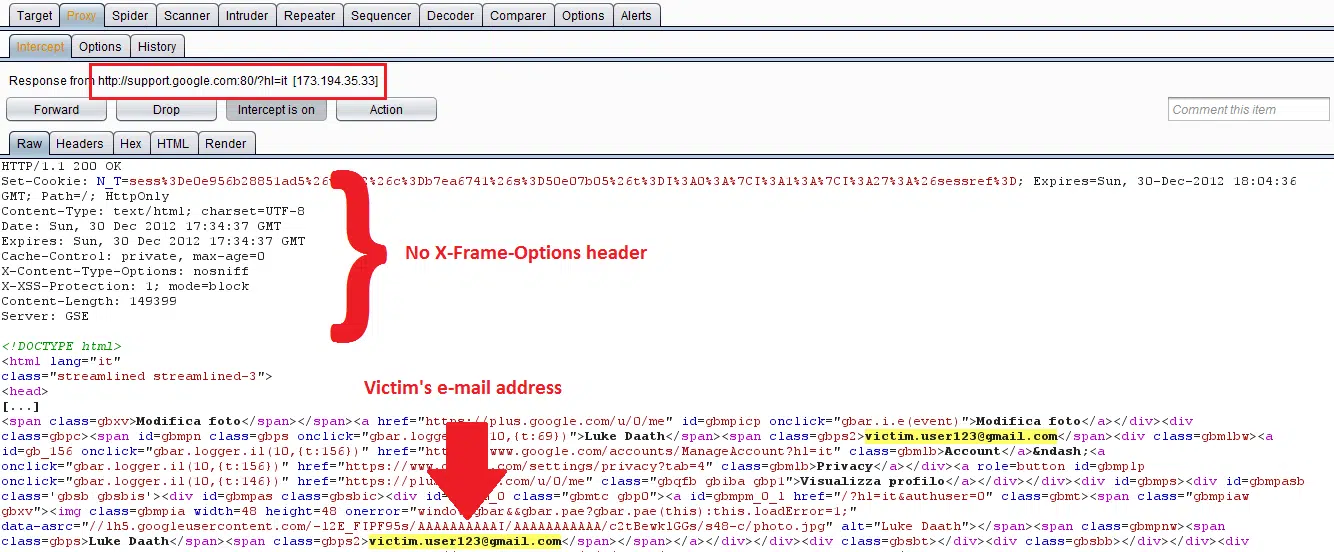 Target Proxy Spider Scanner Intruder Repeater Sequencer Decoder Comparer Options Alerts
Intercept Options History
Response from http://support.google.com:80/?hl=it [173.194.35.33]
Forward Drop Intercept is on Action Comment this item
Raw Headers Hex HTML Render
HTTP/1.1 200 OK
Set-Cookie: N_T=sess%3De0e956b28851ad5%26 %26c%3Db7ea6741%26s%3D50e07b05%26t%3DI%3A0%3A%7CI%3A1%3A%7CI%3A27%3A%26sessref%3D; Expires=Sun, 30-Dec-2012 18:04:36
GMT; Path=/; HttpOnly
Content-Type: text/html; charset=UTF-8
Date: Sun, 30 Dec 2012 17:34:37 GMT
Expires: Sun, 30 Dec 2012 17:34:37 GMT
Cache-Control: private, max-age=0
X-Content-Type-Options: nosniff
X-XSS-Protection: 1; mode=block
Content-Length: 149399
Server: GSE
No X-Frame-Options header
<!DOCTYPE html>
<html lang="it"
class="streamlined streamlined-3">
<head>
[...]
Victim's e-mail address
<span class=gbxv>Modifica foto</span></span><a href="https://plus.google.com/u/0/me" id=gbmpicp onclick="gbar.i.e(event)">Modifica foto</a></div><div
class=gbpc><span id=gbmpn class=gbps onclick="gbar.logger 10,{t:69})">Luke Daath</span><span class=gbps2>victim.user123@gmail.com</span><div class=gbmlbw><a
id=gb_156 onclick="gbar.logger.il(10,{t:156})" href="http www.google.com/accounts/ManageAccount?hl=it" class=gbmlb>Account</a>&ndash;<a
onclick="gbar.logger.il(10,{t:156})" href="https://www.g com/settings/privacy?tab=4" class=gbmlb>Privacy</a></div><a role=button id=gbmplp
onclick="gbar.logger.il(10,{t:146})" href="https://pl .google.com/u/0/me" class="gbqfb gbiba gbp1">Visualizza profilo</a></div></div><div id=gbmps><div id=gbmpasb
class='gbsb gbsbis'><div id=gbmpas class=gbsbic><div id= _0 class="gbmtc gbp0"><a id=gbmpm_0_l href="/?hl=it&authuser=0" class=gbmt><span class="gbmpiaw
gbxv"><img class=gbmpia width=48 height=48 onerror="window gbar&&gbar.pae?gbar.pae(this):this.loadError=1;"
data-asrc="//lh5.googleusercontent.com/-12E_FIPF95s/AAAAAAAAAAI/AAAAAAAAAAA/c2tBewklGGs/s48-c/photo.jpg" alt="Luke Daath"></span><span class=gbmpnw><span
class=gbps>Luke Daath</span><span class=gbps2>victim.user123@gmail.com</span></span></a></div></div><div class=gbsbt></div><div class=gbsbb></div></div><div